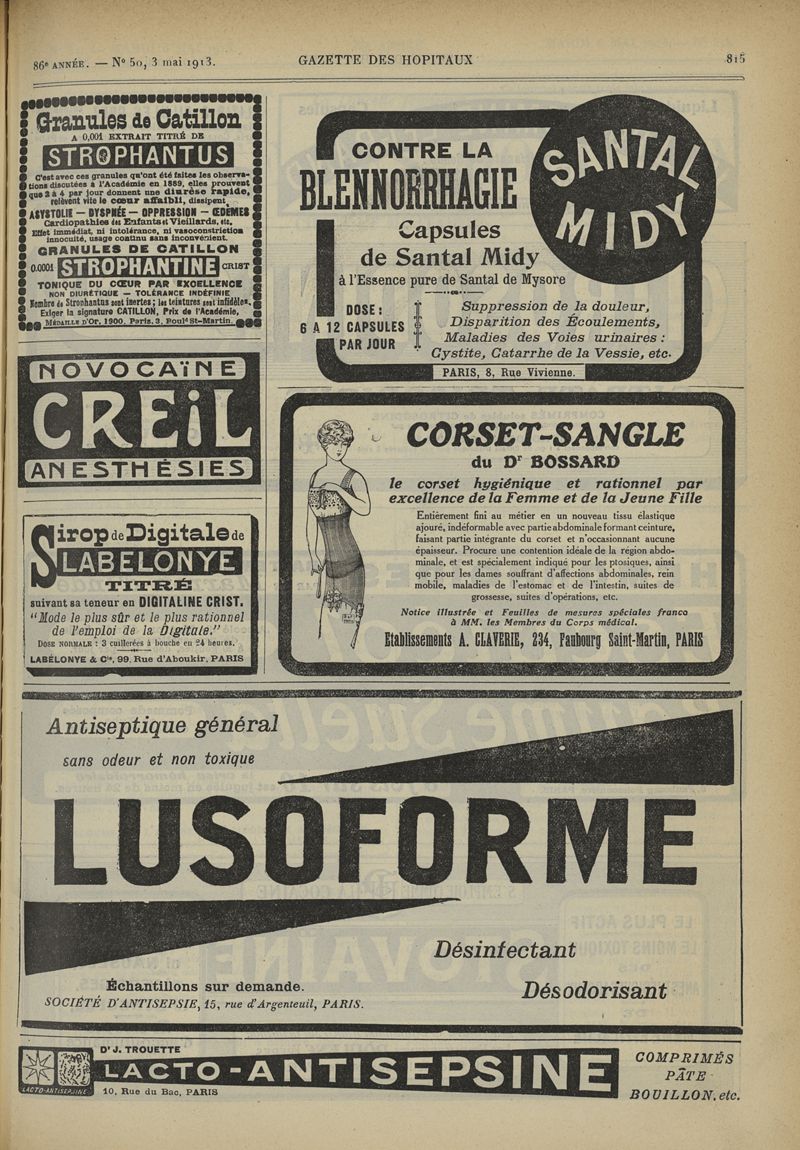 86e ANNÉE. — No 50, 3 mai 1913.
GAZETTE DES HOPITAUX
815
Granules de Catillon
A 0,001 EXTRAIT TITRÉ DE
STROPHANTUS
C'est avec ces granules qu'ont été faites les observa-
tions discutées à l'Académie en 1889, elles prouvent
que 2 à 4 par jour donnent une diurèse rapide,
relèvent vite le cœur affaibli, dissipent
ASYSTOLIE — DYSPNÉE — OPPRESSION — ŒDÈMES
Cardiopathies des Enfants et Vieillards, etc.
Effet immédiat, ni intolérance, ni vasoconstriction
innocuité, usage continu sans inconvénient.
GRANULES DE CATILLON
0.0001 STROPHANTINE CRIST
TONIQUE DU CŒUR PAR EXCELLENCE
NON DIURÉTIQUE — TOLÉRANCE INDÉFINIE
Nombre de Strophantus sont inertes; les teintures sont infidèles.
Exiger la signature CATILLON, Prix de l'Académie,
MÉDAILLE D'OR, 1900, Paris. 3, Boul^d St-Martin.
NOVOCAÏNE
CREIL
ANESTHÉSIES
Sirop de Digitale de
LABELONYE
TITRÉ
suivant sa teneur en DIGITALINE CRIST.
"Mode le plus sûr et le plus rationnel
de l'emploi de la Digitale."
DOSE NORMALE : 3 cuillerées à bouche en 24 heures.
LABÉLONYE & Cie, 99, Rue d'Aboukir, PARIS
CONTRE LA
BLENNORRHAGIE
SANTAL
MIDY
Capsules
de Santal Midy
à l'Essence pure de Santal de Mysore
DOSE:
6 A 12 CAPSULES
PAR JOUR
Suppression de la douleur,
Disparition des Écoulements,
Maladies des Voies urinaires :
Cystite, Catarrhe de la Vessie, etc.
PARIS, 8, Rue Vivienne.
CORSET-SANGLE
du Dr BOSSARD
le corset hygiénique et rationnel par
excellence de la Femme et de la Jeune Fille
Entièrement fini au métier en un nouveau tissu élastique
ajouré, indéformable avec partie abdominale formant ceinture,
faisant partie intégrante du corset et n'occasionnant aucune
épaisseur. Procure une contention idéale de la région abdo-
minale, et est spécialement indiqué pour les ptosiques, ainsi
que pour les dames souffrant d'affections abdominales, rein
mobile, maladies de l'estomac et de l'intestin, suites de
grossesse, suites d'opérations, etc.
Notice illustrée et Feuilles de mesures spéciales franco
à MM. les Membres du Corps médical.
Etablissements A. CLAVERIE, 234, Faubourg Saint-Martin, PARIS
Antiseptique général
sans odeur et non toxique
LUSOFORME
Désinfectant
Échantillons sur demande.
Désodorisant
SOCIÉTÉ D'ANTISEPSIE, 15, rue d'Argenteuil, PARIS.
Dr J. TROUETTE
LACTO-ANTISEPSINE
LACTO-ANTISEPSINE
10, Rue du Bac, PARIS
COMPRIMÉS
PÂTE
BOUILLON, etc.